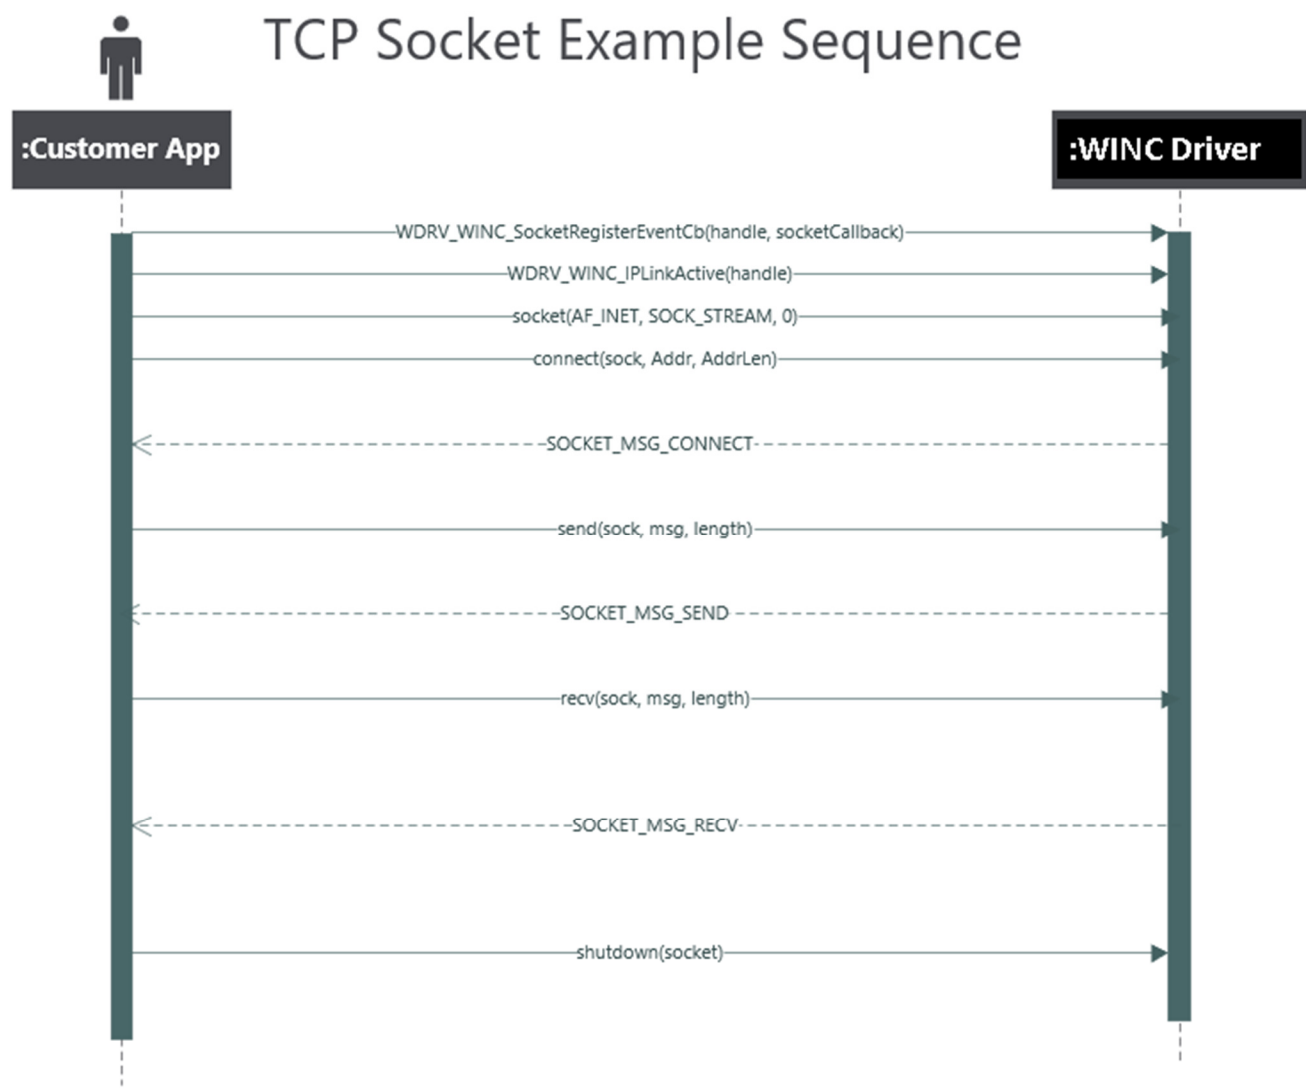 TCP Socket Example Sequence
:Customer App
:WINC Driver
WDRV_WINC_SocketRegisterEventCb(handle, socketCallback)
WDRV_WINC_IPLinkActive(handle)
socket(AF_INET, SOCK_STREAM, 0)
connect(sock, Addr, AddrLen)
SOCKET_MSG_CONNECT
send(sock, msg, length)
SOCKET_MSG_SEND
recv(sock, msg, length)
SOCKET_MSG_RECV
shutdown(socket)